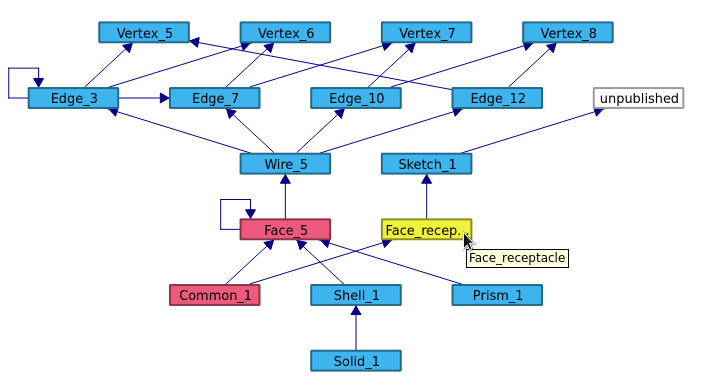 Vertex_5 Vertex_6 Vertex_7 Vertex_8
Edge_3 Edge_7 Edge_10 Edge_12 unpublished
Wire_5 Sketch_1
Face_5 Face_recep..
Face_receptacle
Common_1 Shell_1 Prism_1
Solid_1